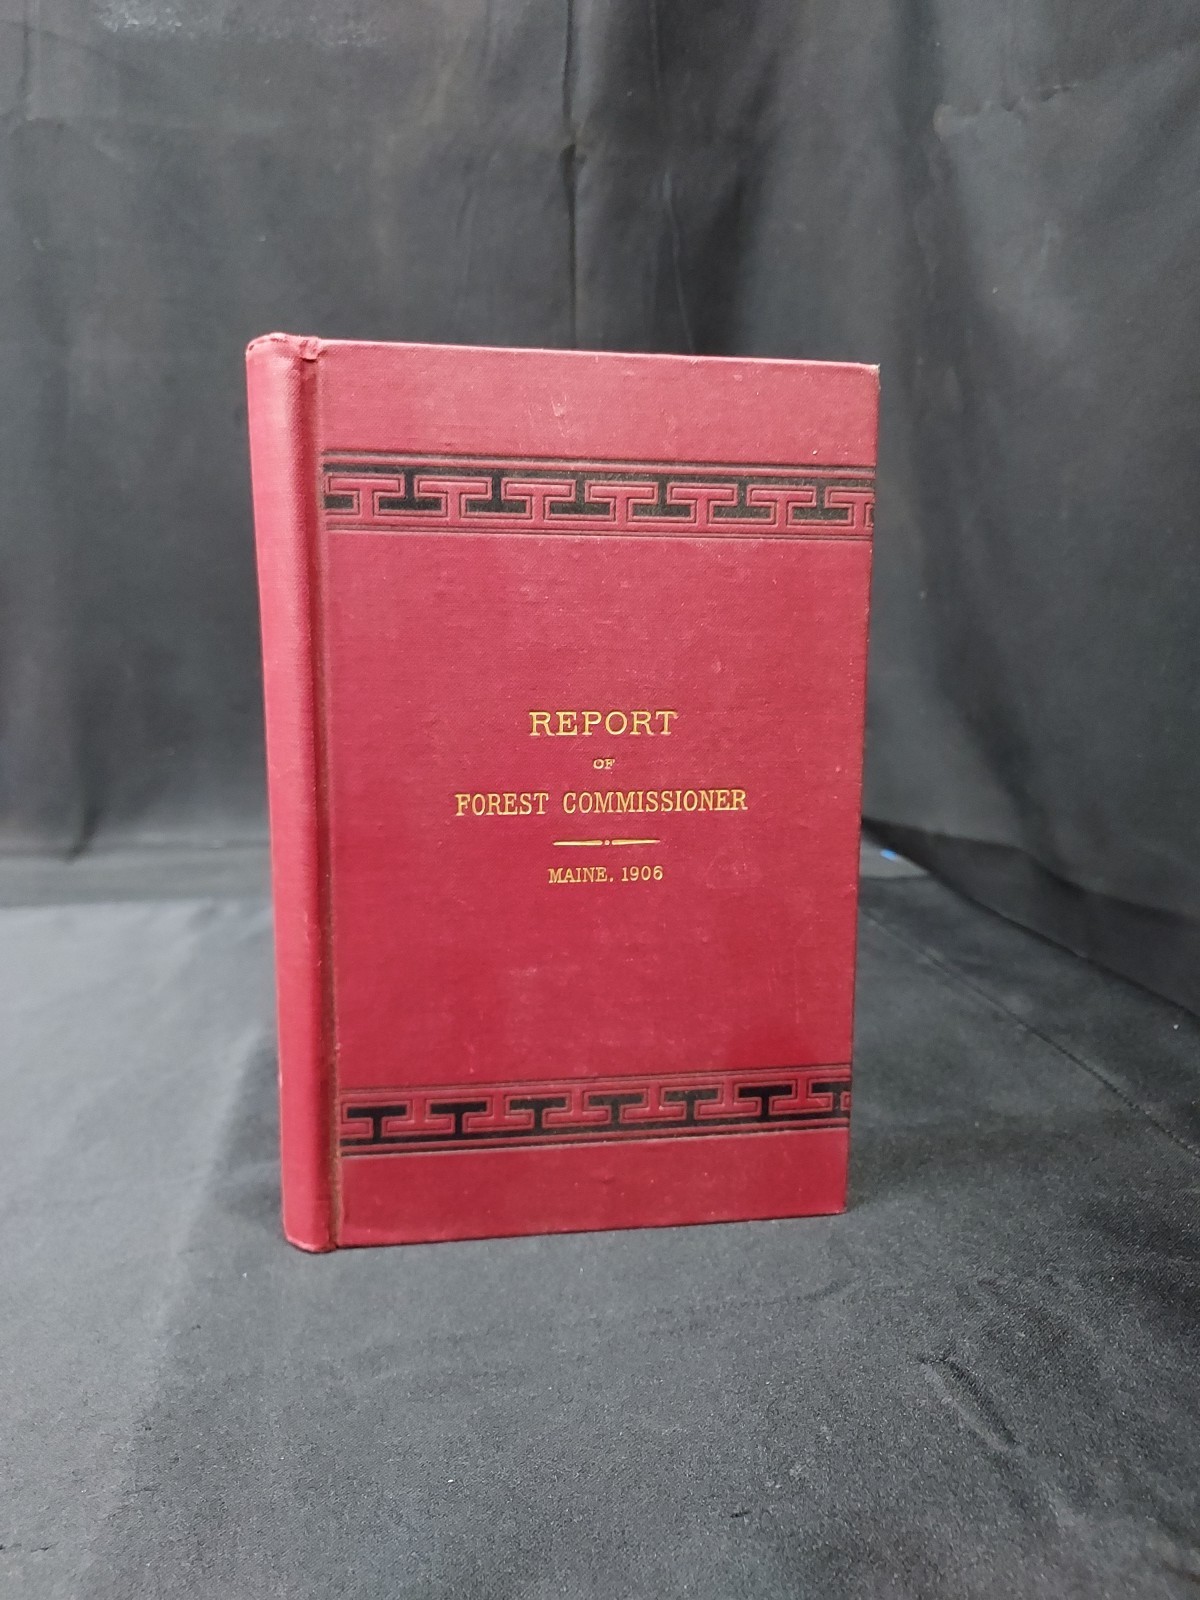 REPORT
OF
FOREST COMMISSIONER
MAINE, 1906